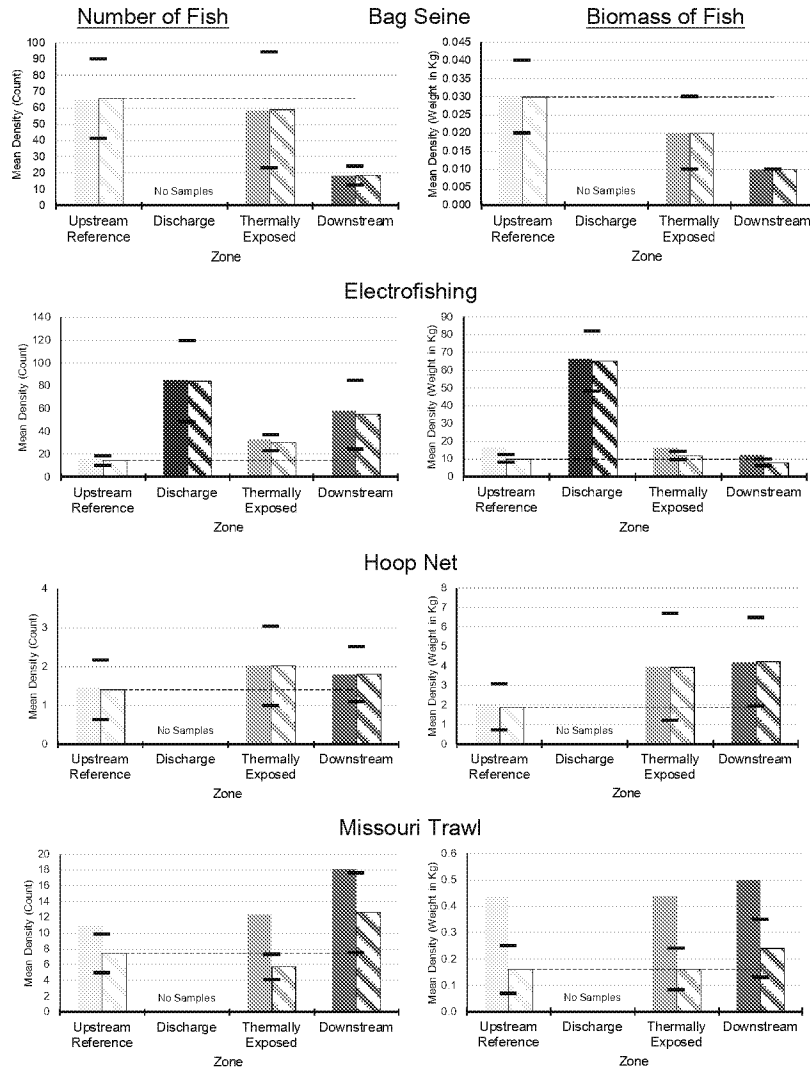 Number of Fish Bag Seine Biomass of Fish
Mean Density (Count)
100
90
80
70
60
50
40
30
20
10
0
No Samples
Upstream Reference Discharge Thermally Exposed Downstream
Zone
Mean Density (Weight in Kg)
0.045
0.040
0.035
0.030
0.025
0.020
0.015
0.010
0.005
0.000
No Samples
Upstream Reference Discharge Thermally Exposed Downstream
Zone
Electrofishing
Mean Density (Count)
140
120
100
80
60
40
20
0
Upstream Reference Discharge Thermally Exposed Downstream
Zone
Mean Density (Weight in Kg)
90
80
70
60
50
40
30
20
10
0
Upstream Reference Discharge Thermally Exposed Downstream
Zone
Hoop Net
Mean Density (Count)
4
3
2
1
0
No Samples
Upstream Reference Discharge Thermally Exposed Downstream
Zone
Mean Density (Weight in Kg)
8
7
6
5
4
3
2
1
0
No Samples
Upstream Reference Discharge Thermally Exposed Downstream
Zone
Missouri Trawl
Mean Density (Count)
20
18
16
14
12
10
8
6
4
2
0
No Samples
Upstream Reference Discharge Thermally Exposed Downstream
Zone
Mean Density (Weight in Kg)
0.6
0.5
0.4
0.3
0.2
0.1
0.0
No Samples
Upstream Reference Discharge Thermally Exposed Downstream
Zone